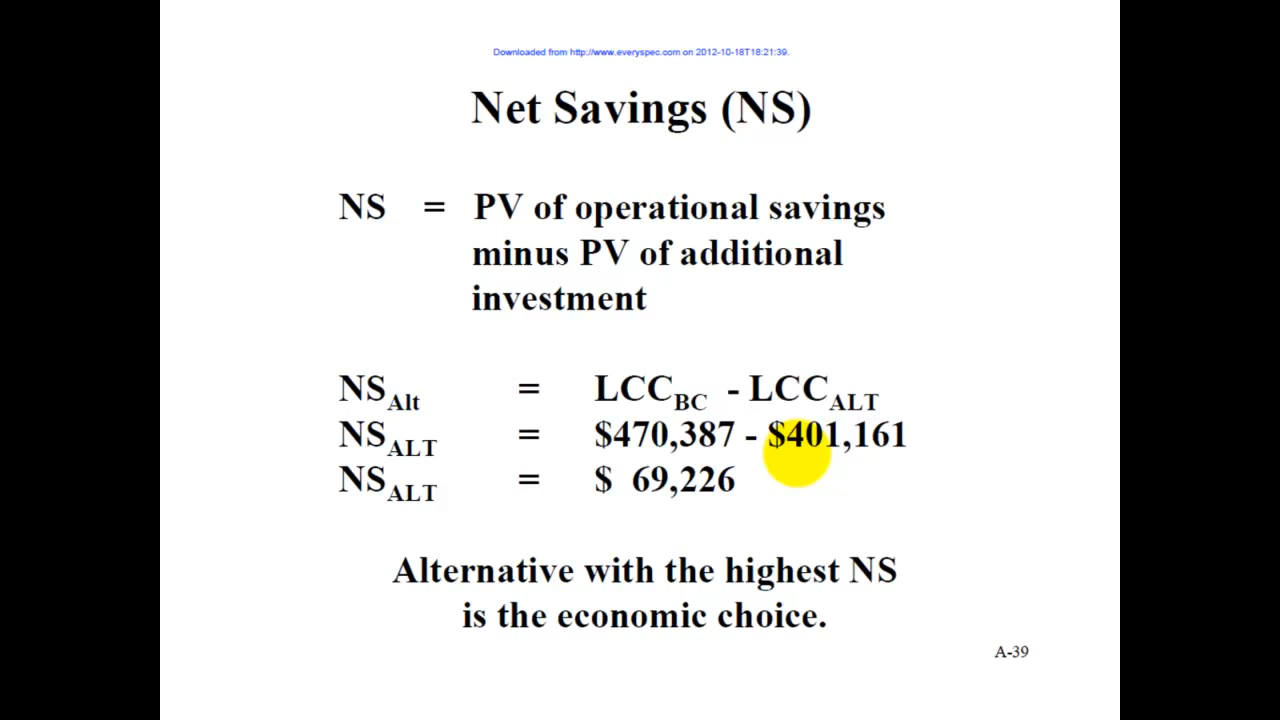 Downloaded from http://www.everyspec.com on 2012-10-18T18:21:39.
Net Savings (NS)
NS = PV of operational savings
minus PV of additional
investment
NSAlt = LCCBC - LCCALT
NSALT = $470,387 - $401,161
NSALT = $ 69,226
Alternative with the highest NS
is the economic choice.
A-39